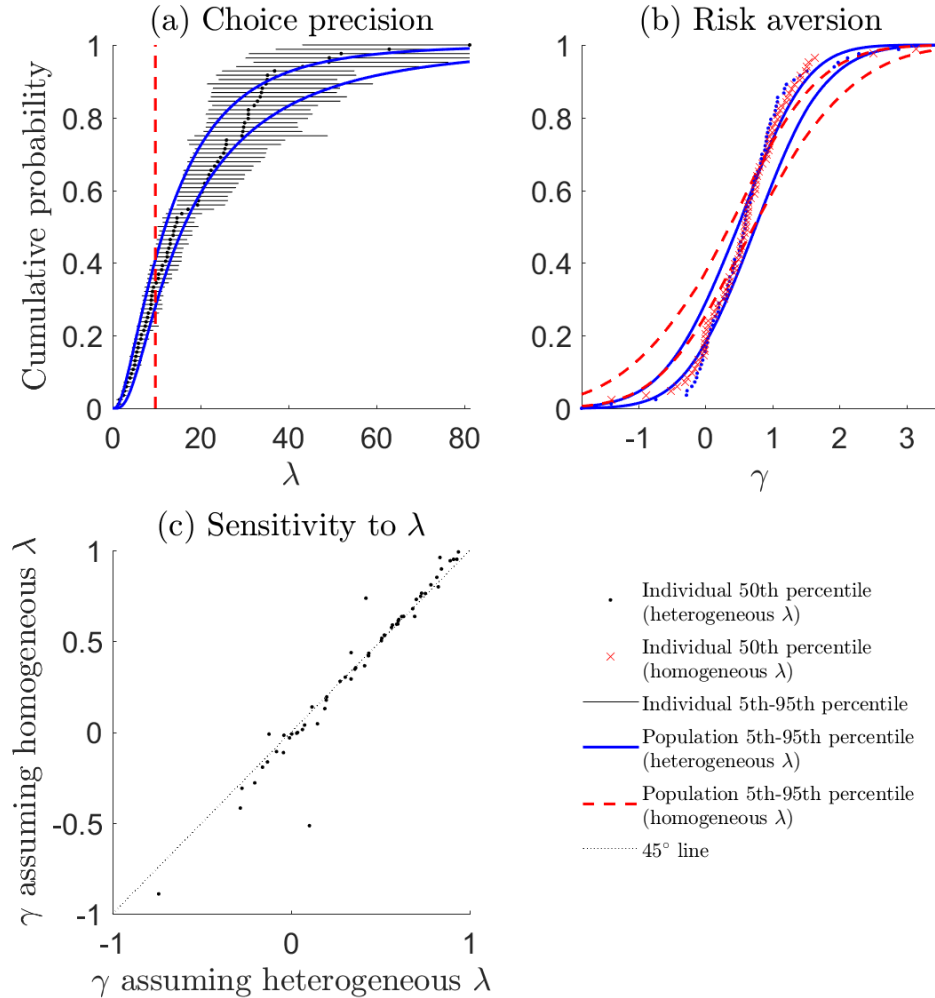 (a) Choice precision
Cumulative probability
1
0.8
0.6
0.4
0.2
0
0
20
40
60
80
λ
(b) Risk aversion
1
0.8
0.6
0.4
0.2
0
-1
0
1
2
3
γ
(c) Sensitivity to λ
γ assuming homogeneous λ
1
0.5
0
-0.5
-1
-1
0
1
γ assuming heterogeneous λ
Individual 50th percentile
(heterogeneous λ)
Individual 50th percentile
(homogeneous λ)
Individual 5th-95th percentile
Population 5th-95th percentile
(heterogeneous λ)
Population 5th-95th percentile
(homogeneous λ)
45° line